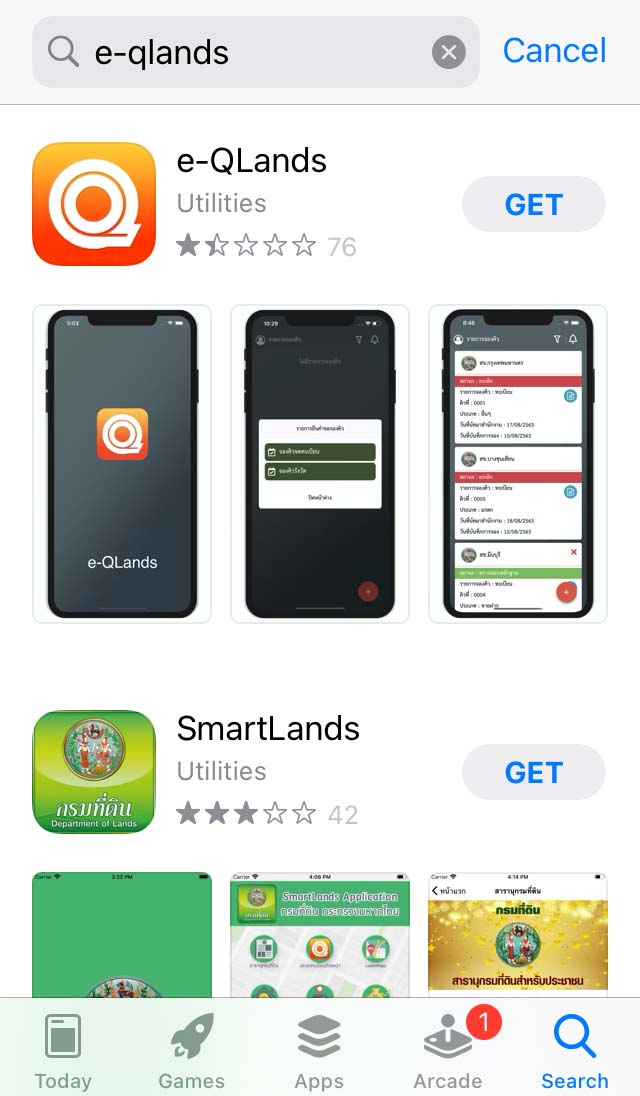 e-qlands
Cancel
e-QLands
Utilities
GET
76
5:03
e-QLands
10:29
รายการจองคิว
ไม่มีรายการจองคิว
รายการยื่นคำขอจองคิว
จองคิวจดทะเบียน
จองคิวรังวัด
ปิดหน้าต่าง
รายการจองคิว
สจ.กรุงเทพมหานคร
สถานะ : ยกเลิก
รายการจองคิว : ทะเบียน
คิวที่ : 0001
ประเภท : อื่นๆ
วันที่นัดมาสำนักงาน : 17/08/2563
วันที่บันทึกการจอง : 10/08/2563
สส.บางขุนเทียน
สถานะ : ยกเลิก
รายการจองคิว : ทะเบียน
คิวที่ : 0005
ประเภท : มรดก
วันที่นัดมาสำนักงาน : 18/08/2563
วันที่บันทึกการจอง : 12/08/2563
สส.มีนบุรี
สถานะ : ตรวจสอบหลักฐาน
รายการจองคิว : ทะเบียน
คิวที่ : 0004
ประเภท : ขายฝาก
SmartLands
Utilities
GET
42
กรมที่ดิน
Department of Lands
Carrier
3:22 PM
Carrier
4:06 PM
SmartLands Application
กรมที่ดิน กระทรวงมหาดไทย
สารานุกรมที่ดิน
LandsMaps
Carrier
4:14 PM
หน้าแรก
สารานุกรมที่ดิน
กรมที่ดิน
สารานุกรมที่ดินสำหรับประชาชน
1
Today
Games
Apps
Arcade
Search